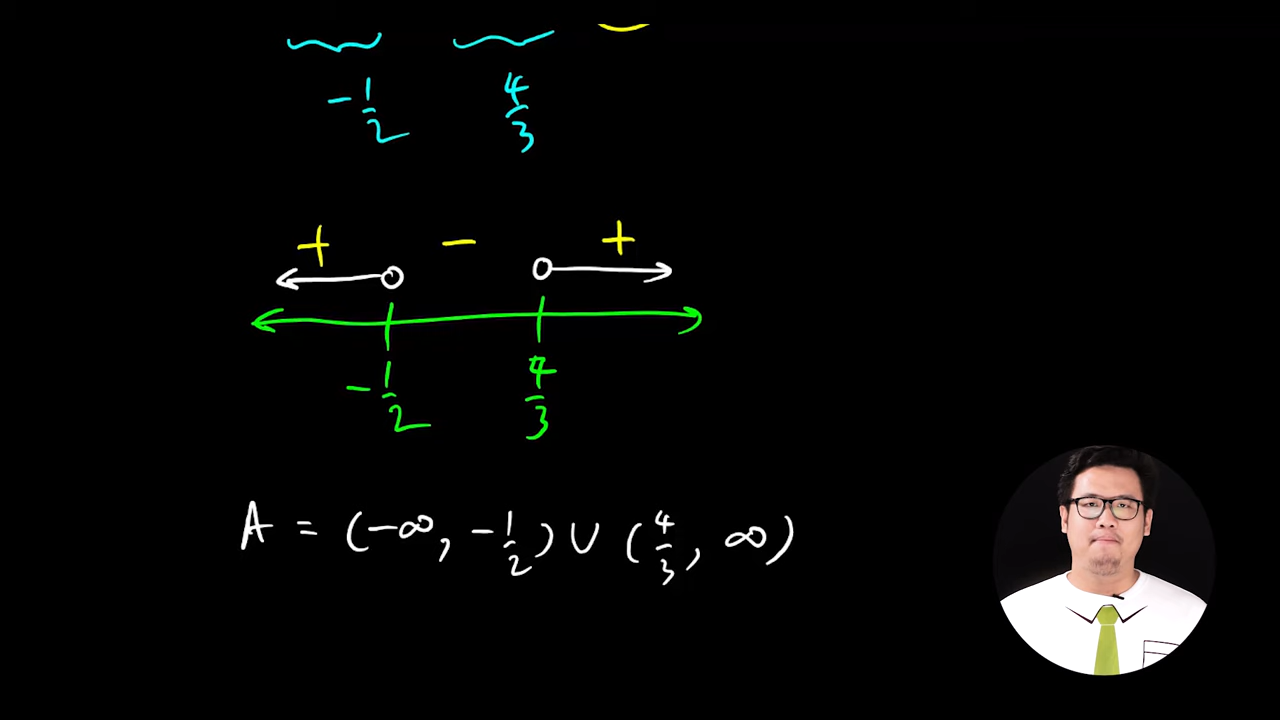 -1/2 4/3
+ - +
-1/2 4/3
A = (-∞, -1/2) ∪ (4/3, ∞)